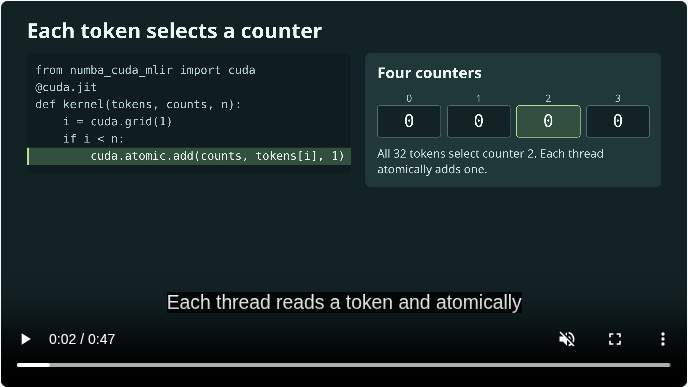 Each token selects a counter
from numba_cuda_mlir import cuda
@cuda.jit
def kernel(tokens, counts, n):
    i = cuda.grid(1)
    if i < n:
        cuda.atomic.add(counts, tokens[i], 1)
Four counters
0 1 2 3
0 0 0 0
All 32 tokens select counter 2. Each thread
atomically adds one.
Each thread reads a token and atomically
0:02 / 0:47